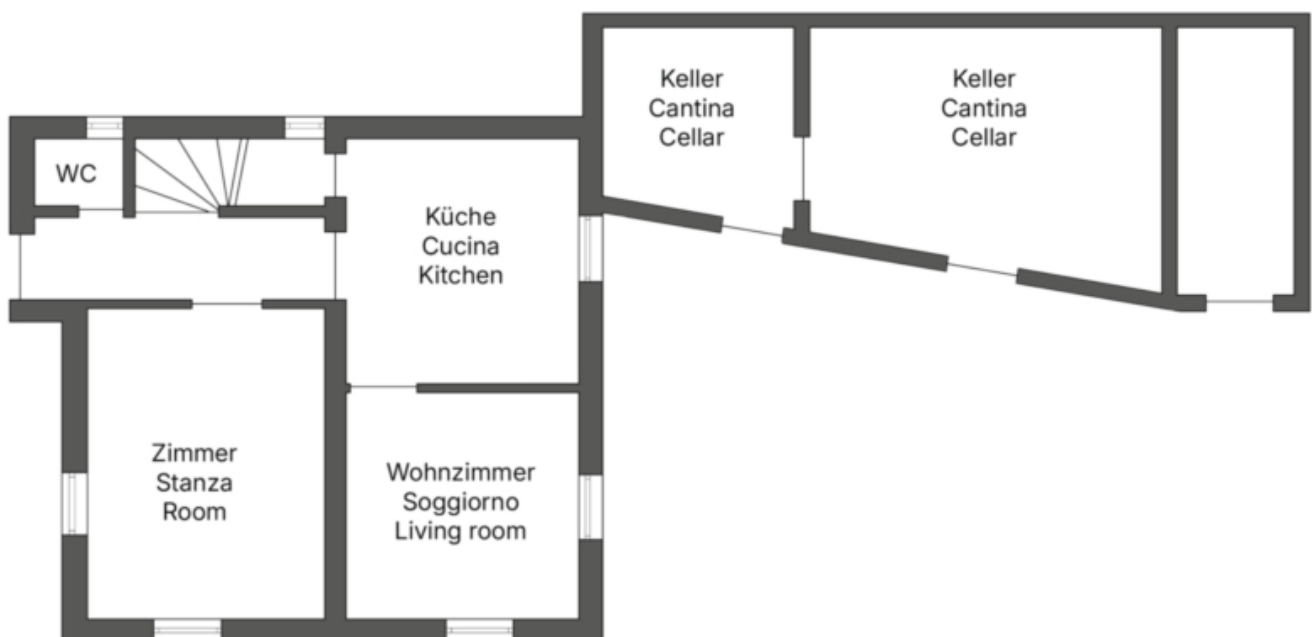 Keller
Cantina
Cellar
Keller
Cantina
Cellar
WC
Küche
Cucina
Kitchen
Zimmer
Stanza
Room
Wohnzimmer
Soggiorno
Living room